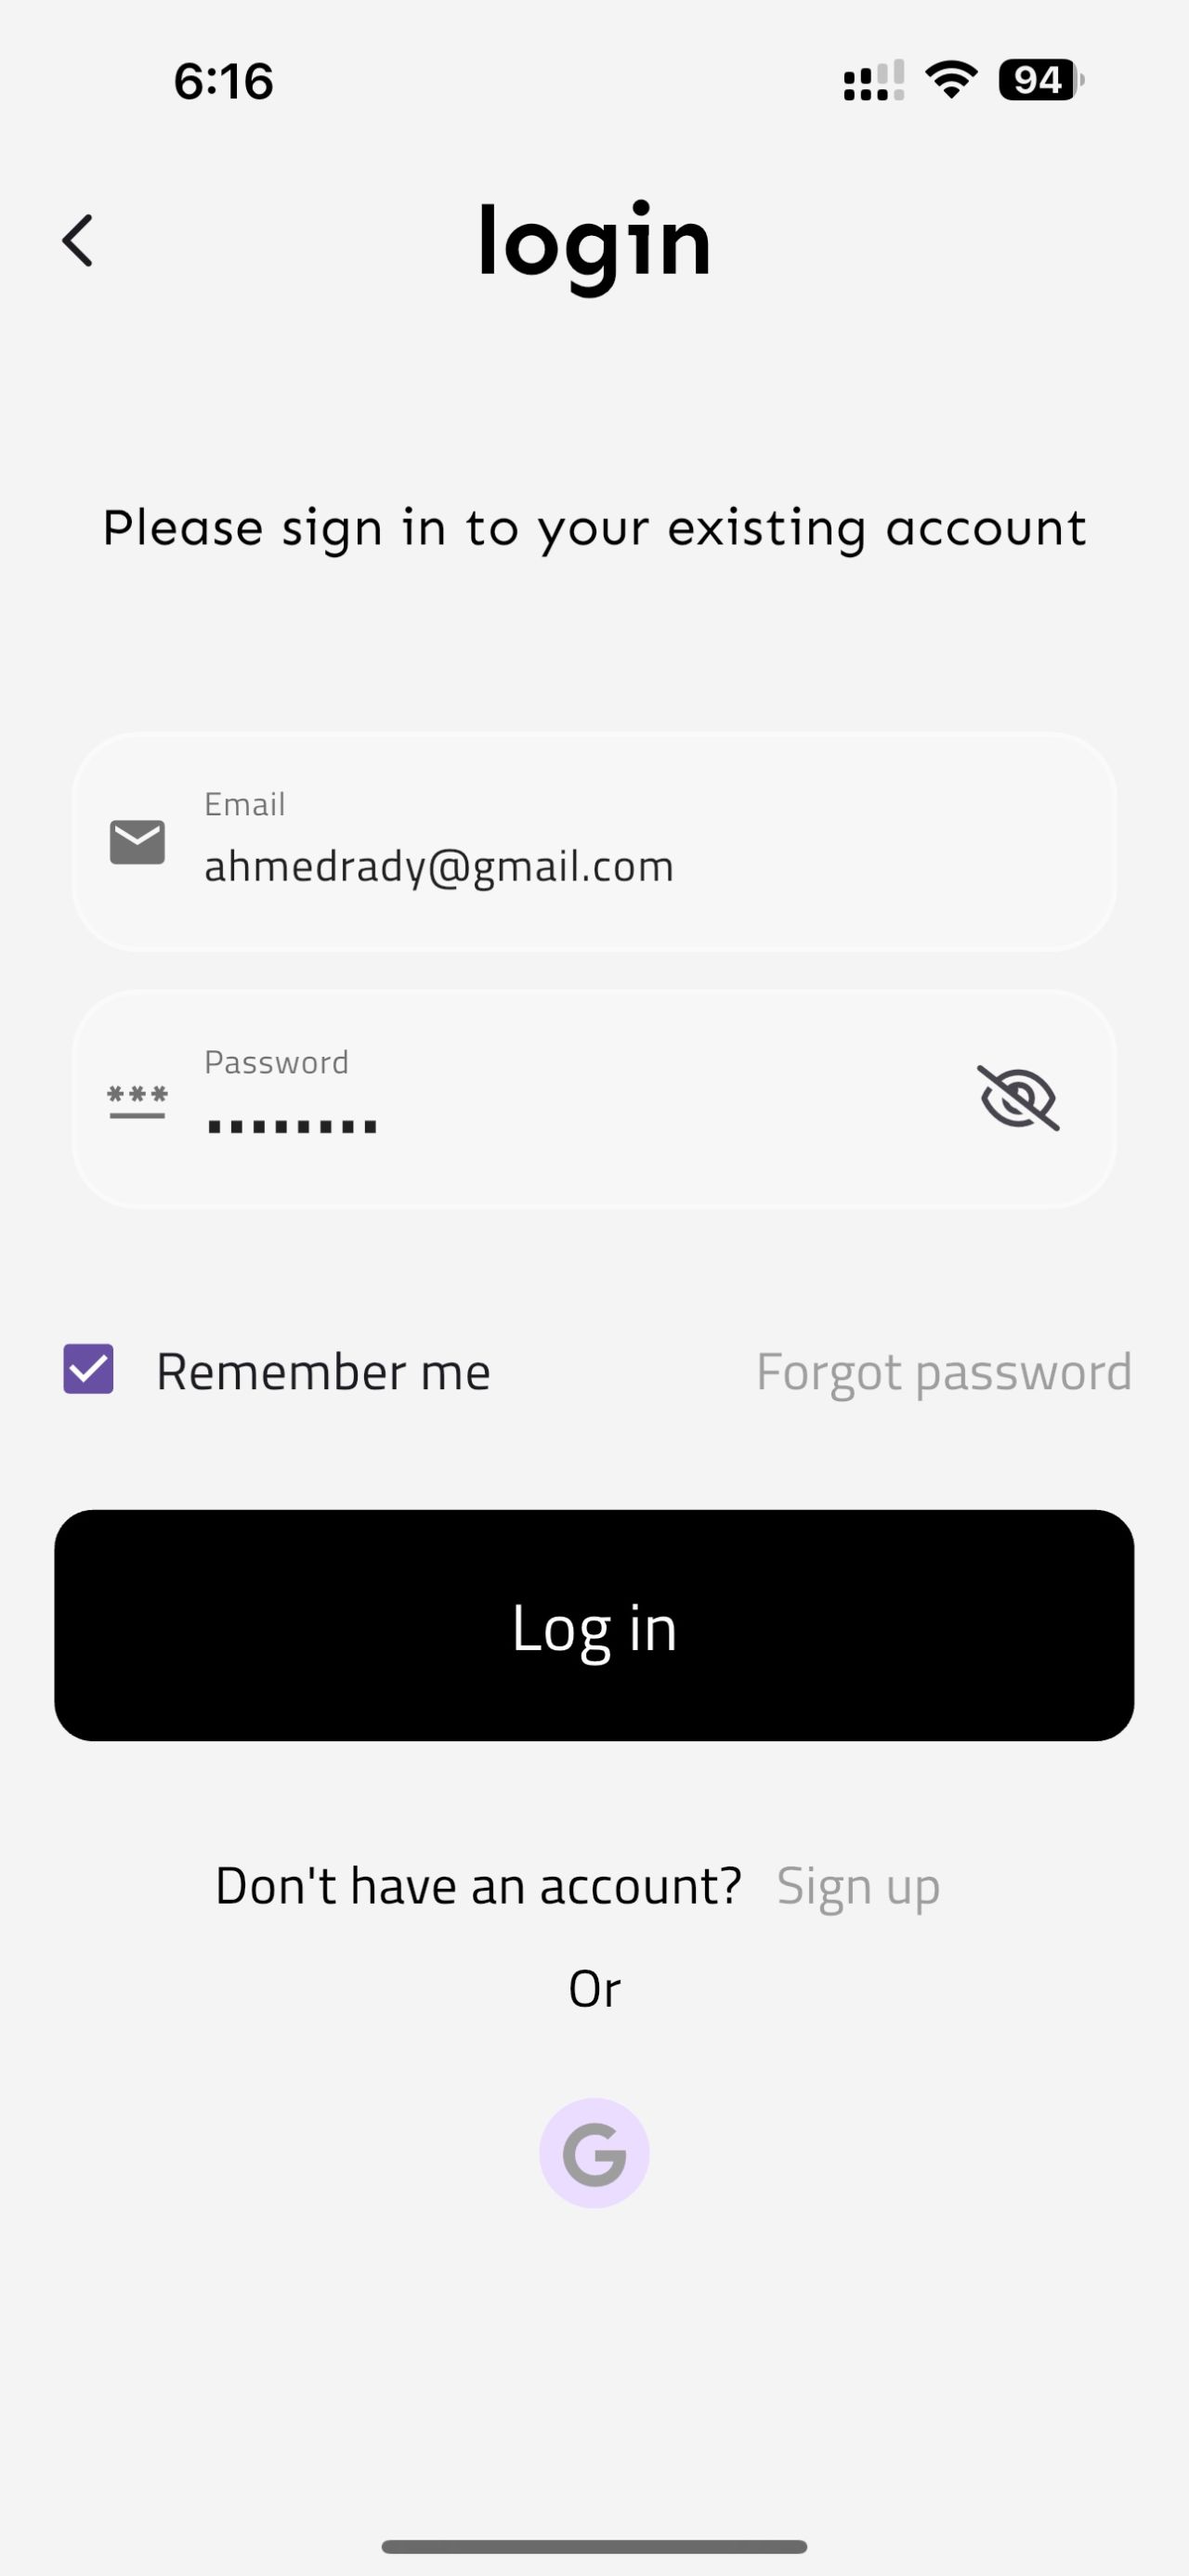 6:16 94
login
Please sign in to your existing account
Email
ahmedrady@gmail.com
Password
Remember me Forgot password
Log in
Don't have an account? Sign up
Or
G